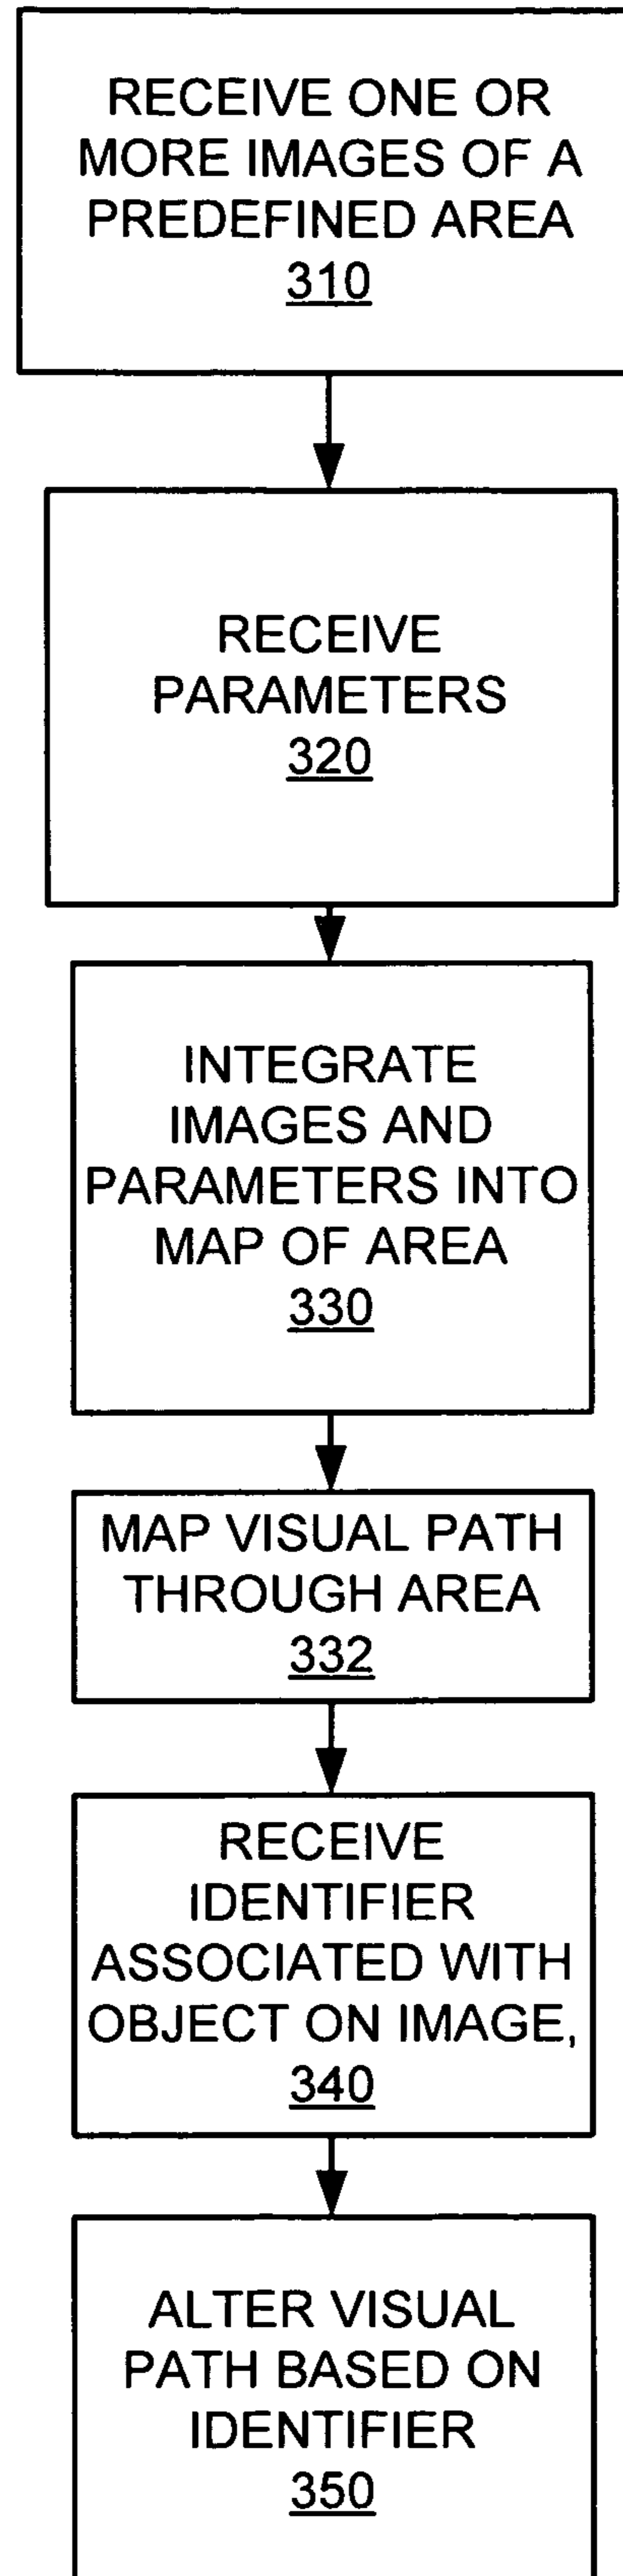 RECEIVE ONE OR
MORE IMAGES OF A
PREDEFINED AREA
310
RECEIVE
PARAMETERS
320
INTEGRATE
IMAGES AND
PARAMETERS INTO
MAP OF AREA
330
MAP VISUAL PATH
THROUGH AREA
332
RECEIVE
IDENTIFIER
ASSOCIATED WITH
OBJECT ON IMAGE,
340
ALTER VISUAL
PATH BASED ON
IDENTIFIER
350